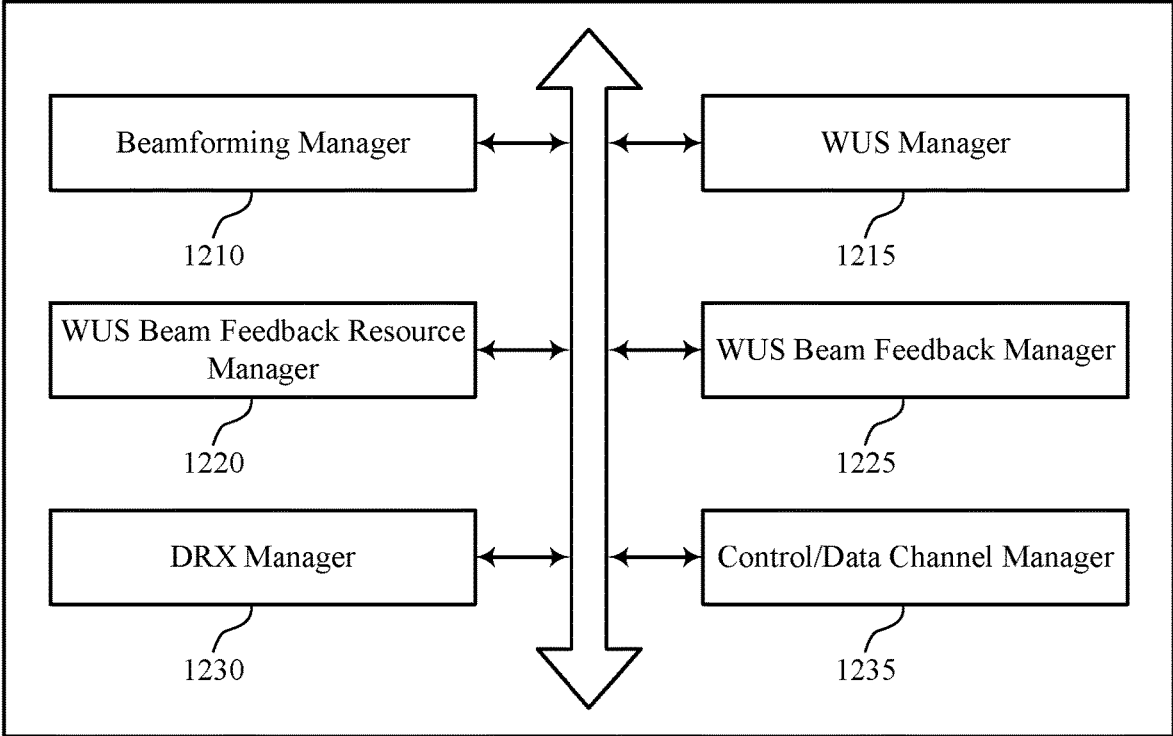 Beamforming Manager
WUS Manager
1210
1215
WUS Beam Feedback Resource
Manager
WUS Beam Feedback Manager
1220
1225
DRX Manager
Control/Data Channel Manager
1230
1235